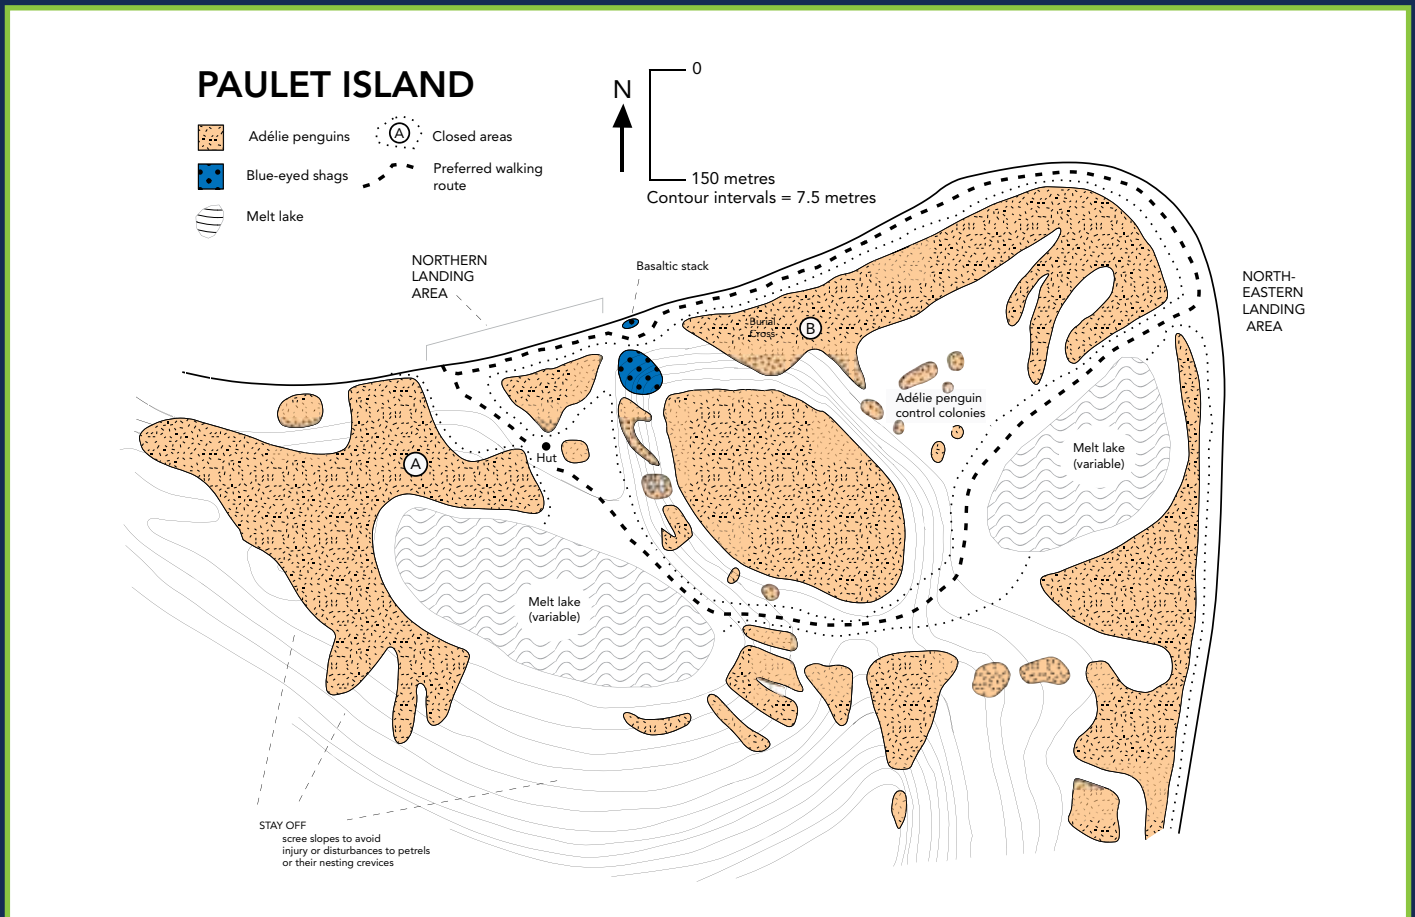 PAULET ISLAND
Adélie penguins
A
Closed areas
Blue-eyed shags
Preferred walking
route
Melt lake
N
0
150 metres
Contour intervals = 7.5 metres
NORTHERN
LANDING
AREA
Basaltic stack
NORTH-
EASTERN
LANDING
AREA
Burial
Cross
B
Adélie penguin
control colonies
A
Hut
Melt lake
(variable)
Melt lake
(variable)
STAY OFF
scree slopes to avoid
injury or disturbances to petrels
or their nesting crevices